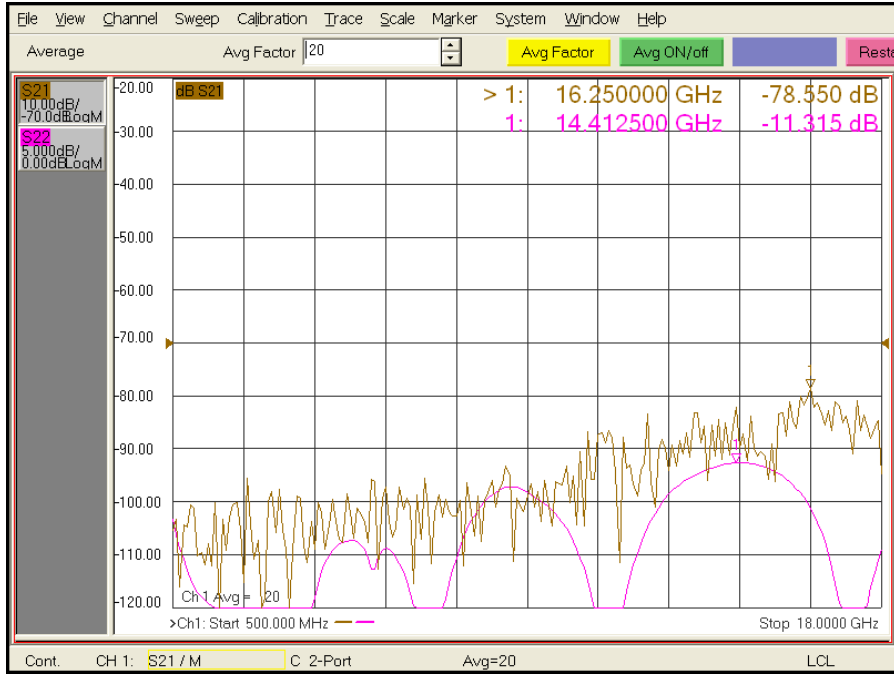 File View Channel Sweep Calibration Trace Scale Marker System Window Help
Average Avg Factor 20 Avg Factor Avg ON/off Resta
S21
10.00dB/
-70.0dB LogM
S22
5.000dB/
0.00dB LogM
dB S21
> 1: 16.250000 GHz -78.550 dB
1: 14.412500 GHz -11.315 dB
-20.00
-30.00
-40.00
-50.00
-60.00
-70.00
-80.00
-90.00
-100.00
-110.00
-120.00
1
1
Ch 1 Avg = 20
>Ch1: Start 500.000 MHz
Stop 18.0000 GHz
Cont. CH 1: S21 / M C 2-Port Avg=20 LCL